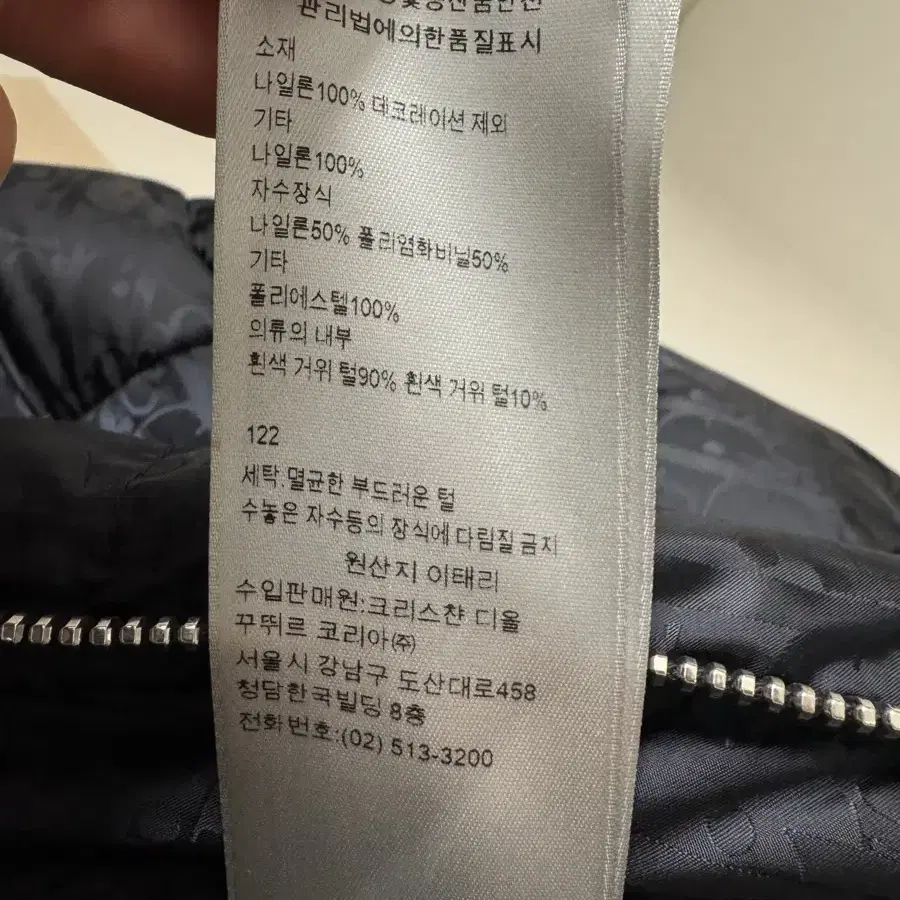 관리법에의한품질표시
소재
나일론100% 데코레이션 제외
기타
나일론100%
자수장식
나일론50% 폴리염화비닐50%
기타
폴리에스텔100%
의류의 내부
흰색 거위 털90% 흰색 거위 털10%
122
세탁.멸균한 부드러운 털
수놓은 자수등의 장식에 다림질 금지
원산지 이태리
수입판매원:크리스챤 디올
꾸뛰르 코리아㈜
서울시 강남구 도산대로458
청담한국빌딩 8층
전화번호:(02) 513-3200